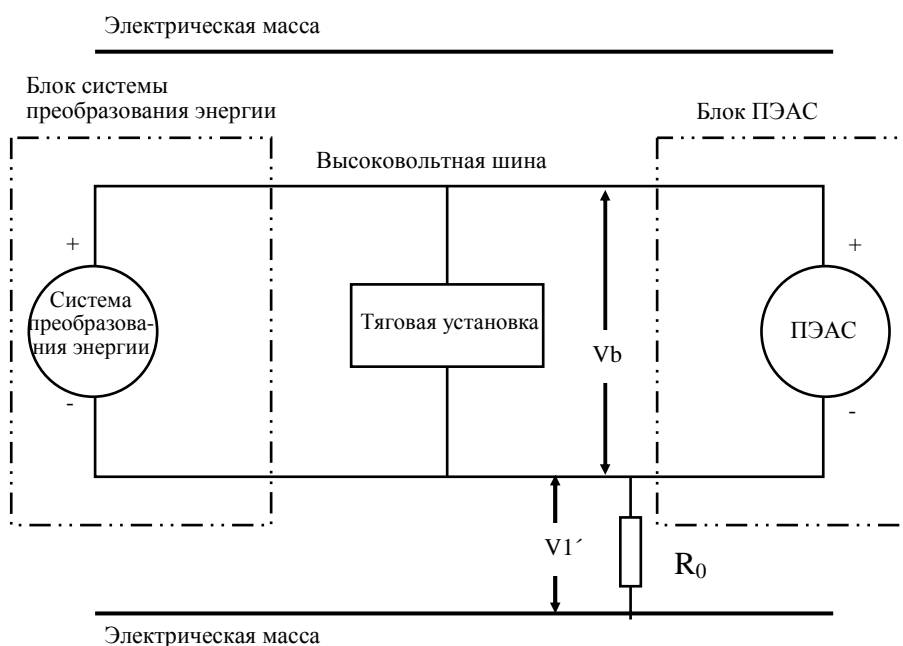 Электрическая масса
Блок системы
преобразования энергии
Блок ПЭАС
Высоковольтная шина
+
+
Система
преобразова-
ния энергии
Тяговая установка
ПЭАС
Vb
-
-
V1´
R0
Электрическая масса